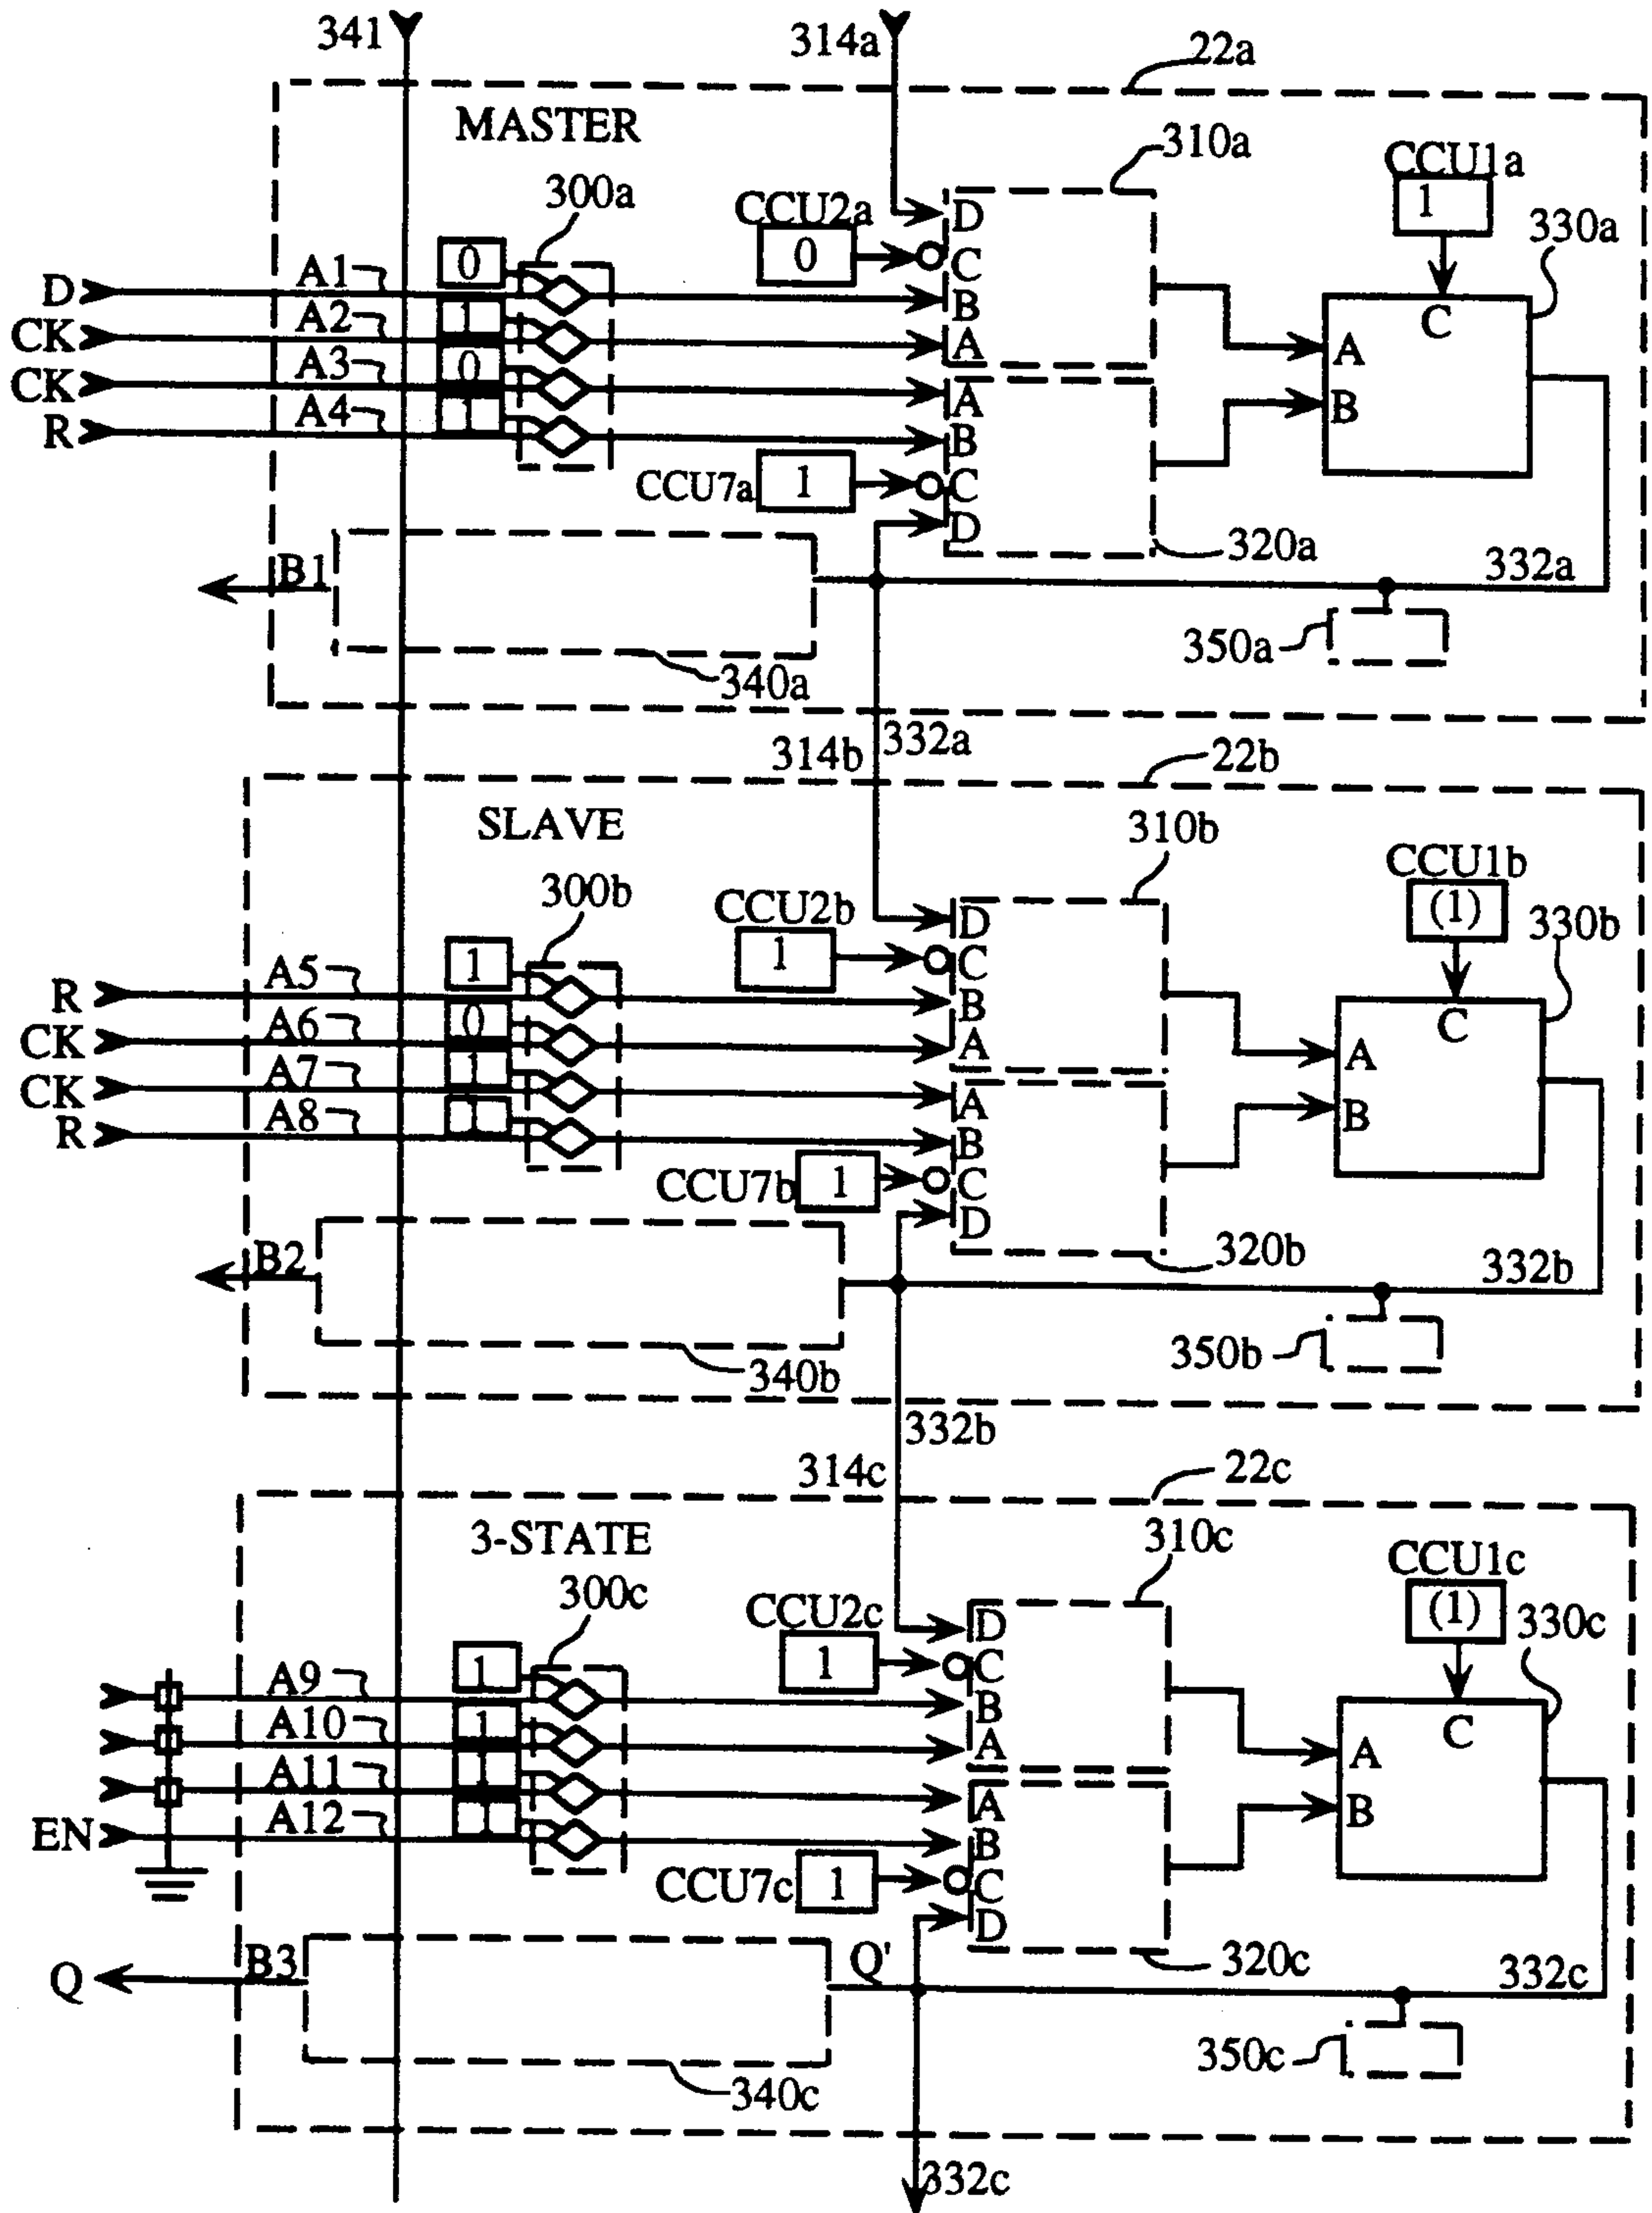 341
314a
22a
MASTER
310a
CCU1a
1
300a
CCU2a
0
330a
D
C
B
A
A
B
C
D
C
A
B
D
A1
0
CK
A2
1
CK
A3
0
R
A4
1
CCU7a
1
320a
B1
332a
350a
340a
332a
314b
22b
SLAVE
310b
CCU1b
(1)
300b
CCU2b
1
330b
D
C
B
A
A
B
C
D
C
A
B
R
A5
1
CK
A6
0
CK
A7
1
R
A8
1
CCU7b
1
320b
B2
332b
350b
340b
332b
314c
22c
3-STATE
310c
CCU1c
(1)
300c
CCU2c
1
330c
D
C
B
A
A
B
C
D
C
A
B
A9
1
A10
1
A11
1
EN
A12
1
CCU7c
1
320c
Q
B3
Q'
332c
350c
340c
332c